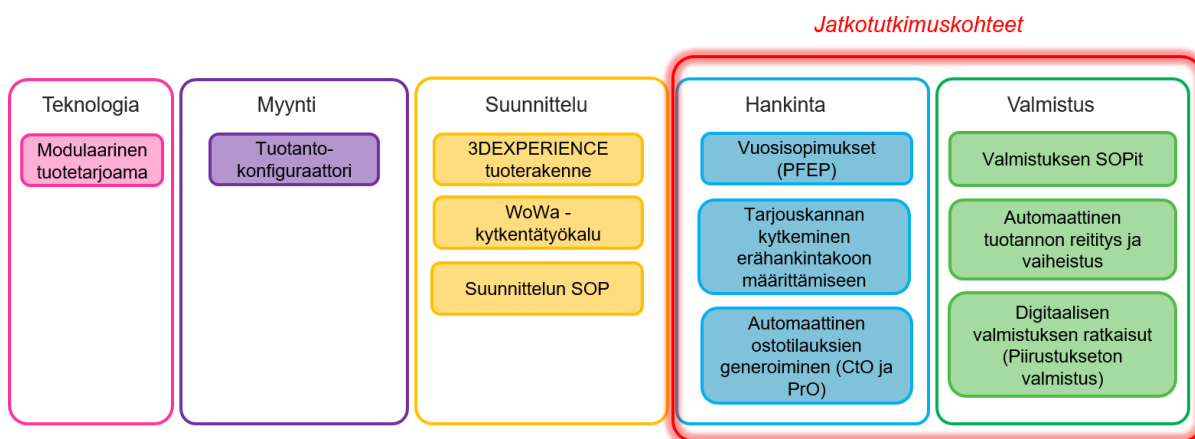 Jatkotutkimuskohteet
Teknologia
Modulaarinen
tuotetarjoama
Myynti
Tuotanto-
konfiguraattori
Suunnittelu
3DEXPERIENCE
tuoterakenne
WoWa -
kytkentätyökalu
Suunnittelun SOP
Hankinta
Vuosisopimukset
(PFEP)
Tarjouskannan
kytkeminen
erähankintakoon
määrittämiseen
Automaattinen
ostotilauksien
generoiminen (CtO ja
PrO)
Valmistus
Valmistuksen SOPit
Automaattinen
tuotannon reititys ja
vaiheistus
Digitaalisen
valmistuksen ratkaisut
(Piirustukseton
valmistus)